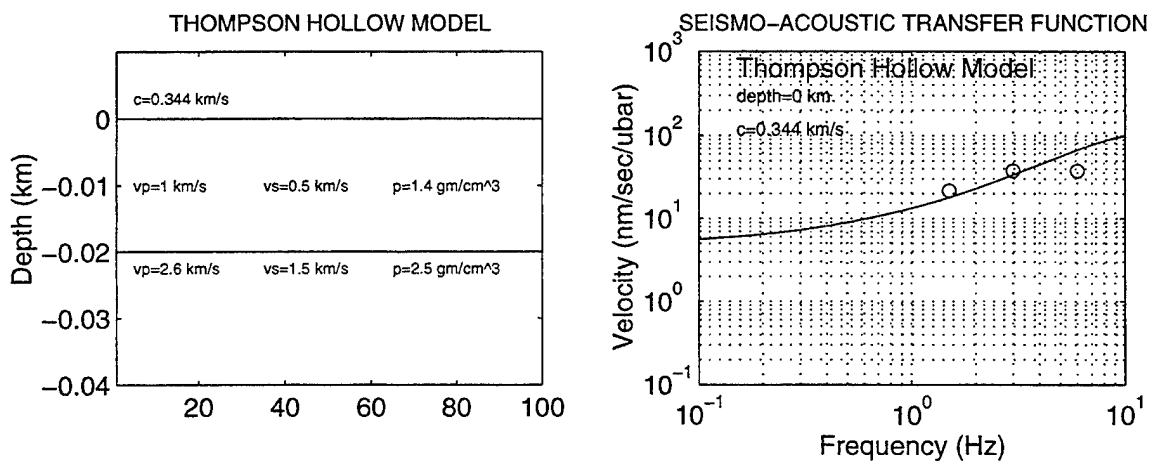 THOMPSON HOLLOW MODEL
c=0.344 km/s
vp=1 km/s vs=0.5 km/s p=1.4 gm/cm^3
vp=2.6 km/s vs=1.5 km/s p=2.5 gm/cm^3
Depth (km)
0
−0.01
−0.02
−0.03
−0.04
20 40 60 80 100
SEISMO−ACOUSTIC TRANSFER FUNCTION
Thompson Hollow Model
depth=0 km
c=0.344 km/s
Velocity (nm/sec/ubar)
10^3
10^2
10^1
10^0
10^−1
10^−1 10^0 10^1
Frequency (Hz)